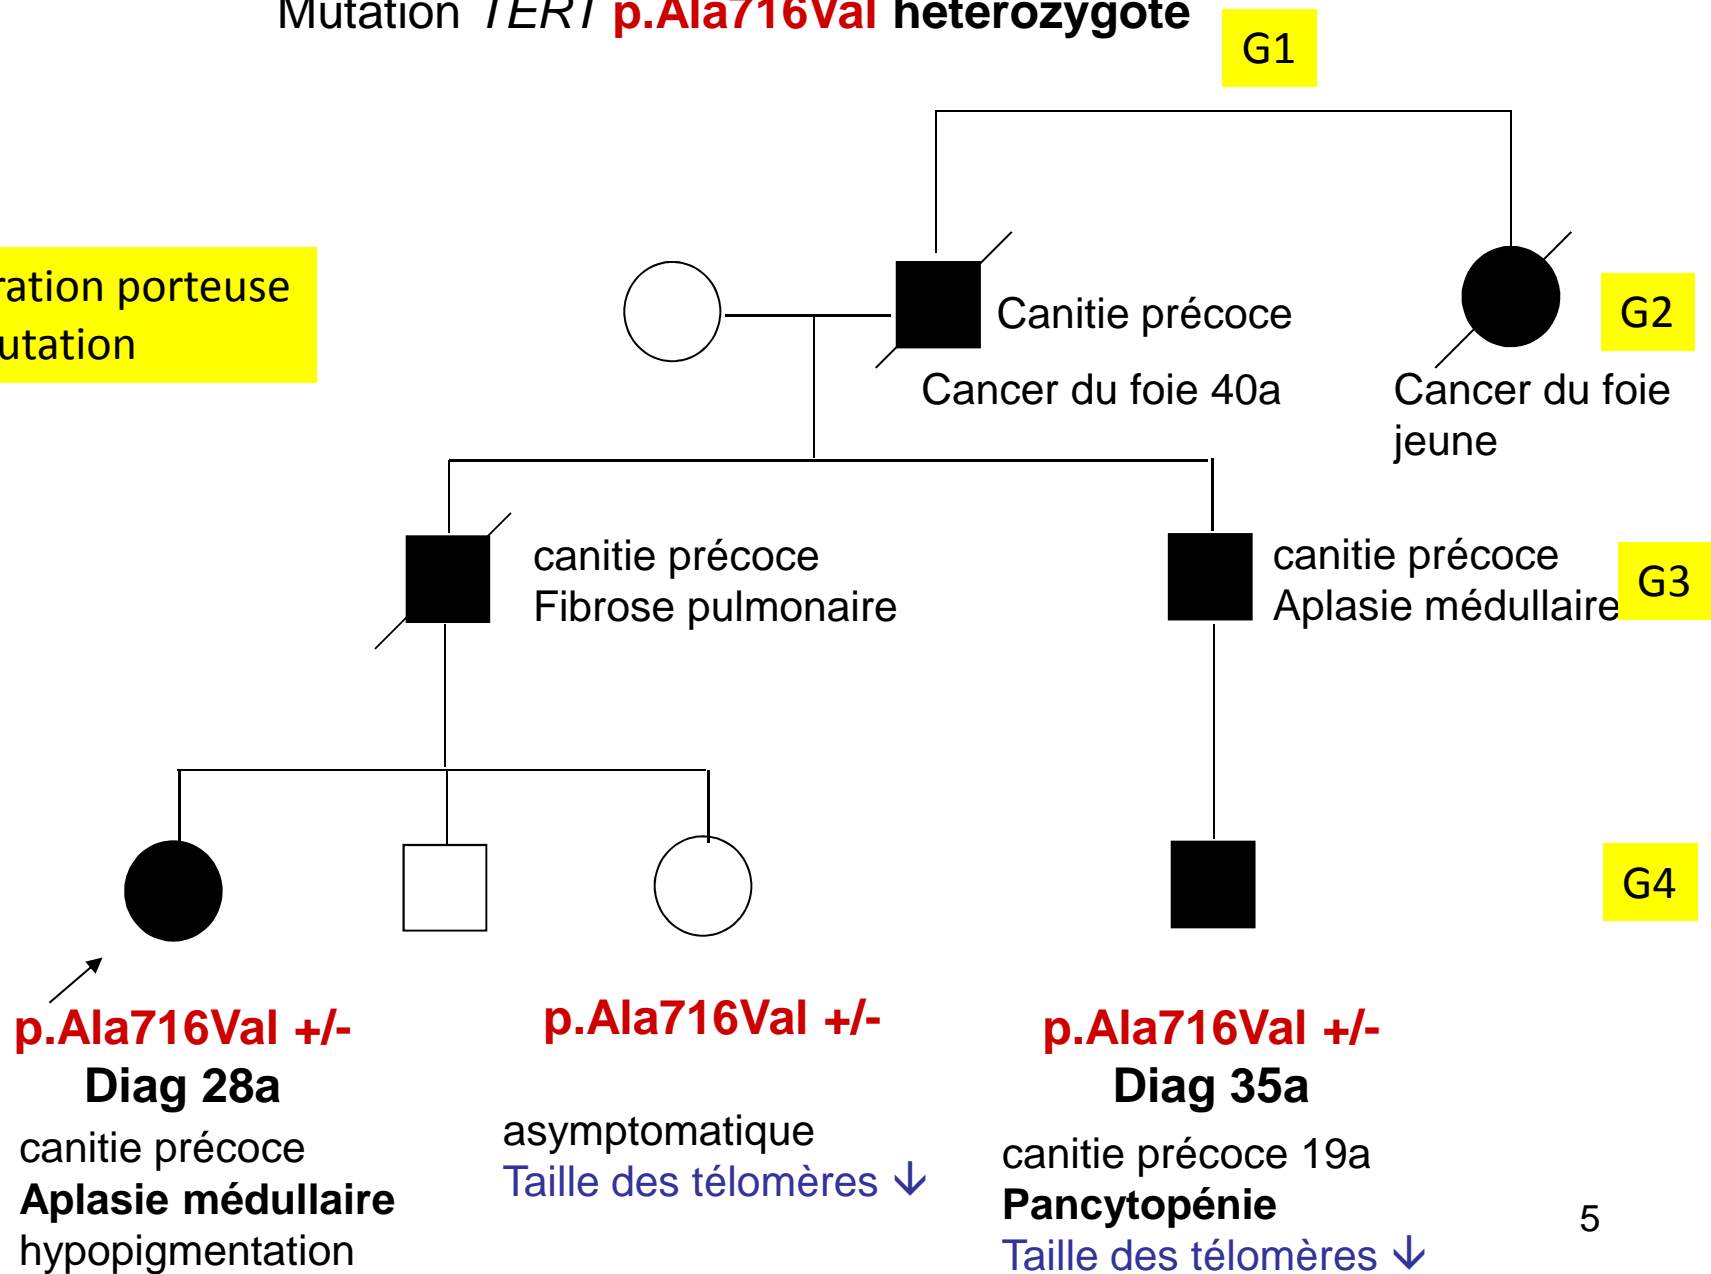 Mutation TERT p.Ala716Val hétérozygote
G1
ration porteuse
utation
Canitie précoce
Cancer du foie 40a
Cancer du foie
jeune
G2
canitie précoce
Fibrose pulmonaire
canitie précoce
Aplasie médullaire
G3
G4
p.Ala716Val +/-
Diag 28a
canitie précoce
Aplasie médullaire
hypopigmentation
p.Ala716Val +/-
asymptomatique
Taille des télomères ↓
p.Ala716Val +/-
Diag 35a
canitie précoce 19a
Pancytopénie
Taille des télomères ↓
5